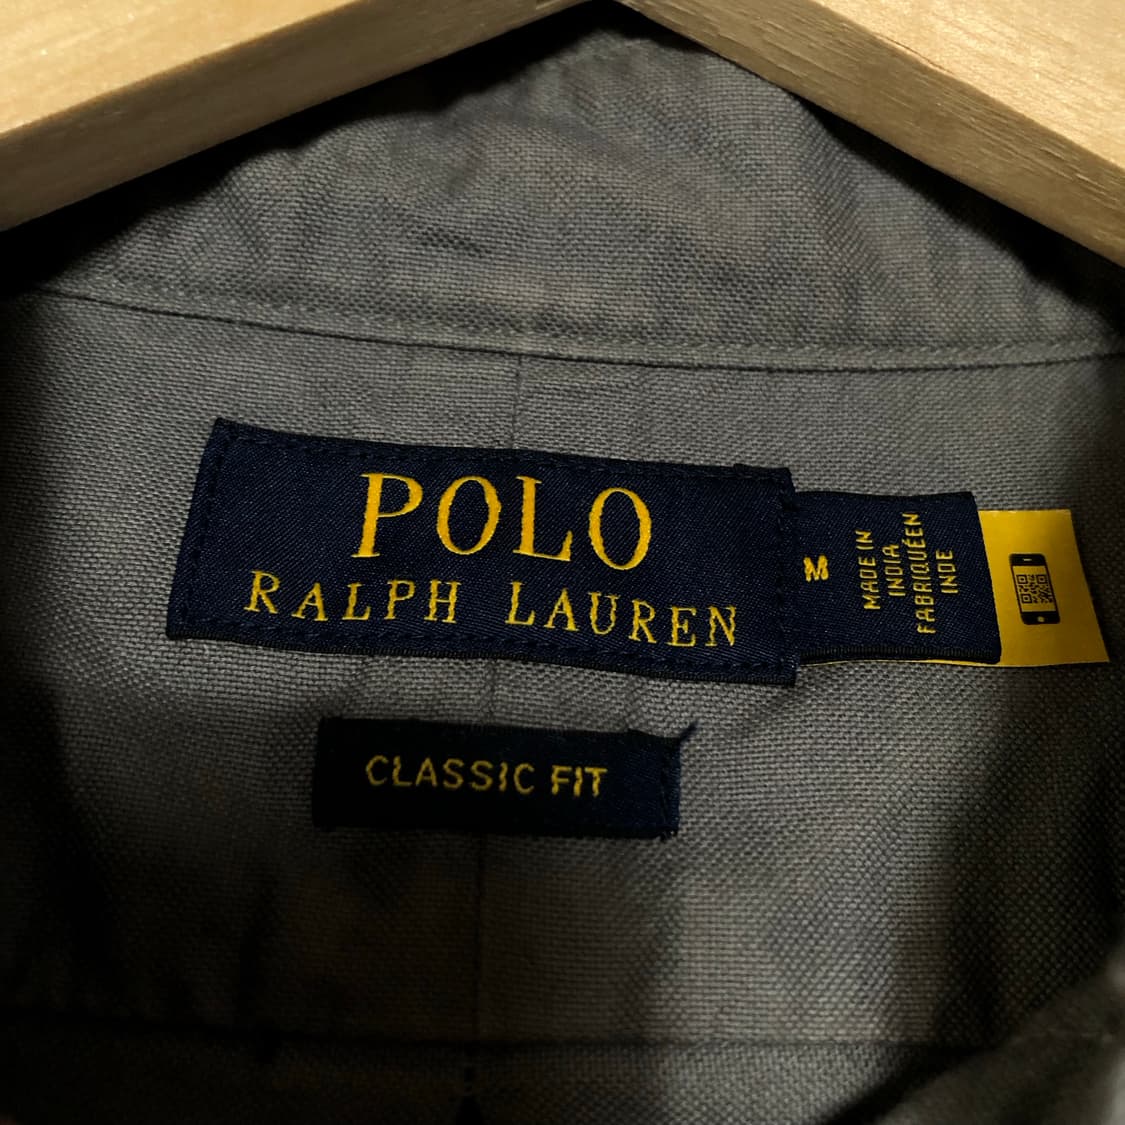 POLO
RALPH LAUREN
M
MADE IN
INDIA
FABRIQUÉEN
INDE
CLASSIC FIT